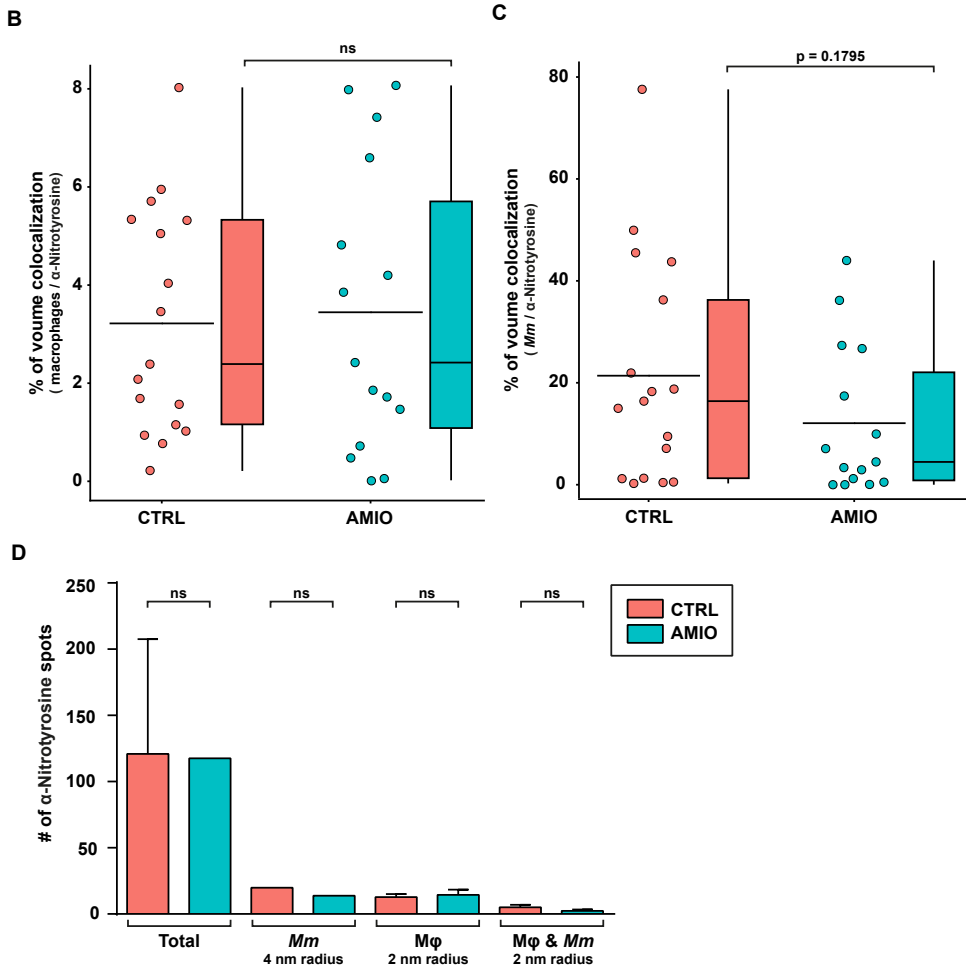 B
ns
% of voume colocalization
( macrophages / α-Nitrotyrosine)
8
6
4
2
0
CTRL
AMIO
C
p = 0.1795
% of voume colocalization
( Mm / α-Nitrotyrosine)
80
60
40
20
0
CTRL
AMIO
D
# of α-Nitrotyrosine spots
250
200
150
100
50
0
ns
ns
ns
ns
CTRL
AMIO
Total
Mm
4 nm radius
Mφ
2 nm radius
Mφ & Mm
2 nm radius